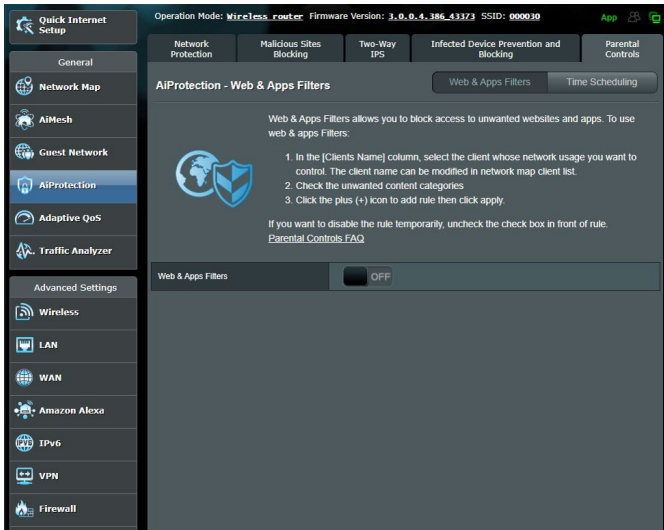 Quick Internet
Setup
Operation Mode: Wireless router Firmware Version: 3.0.0.4.386_43373 SSID: 000030
App
General
Network Map
AiMesh
Guest Network
AiProtection
Adaptive QoS
Traffic Analyzer
Advanced Settings
Wireless
LAN
WAN
Amazon Alexa
IPv6
VPN
Firewall
Network
Protection
Malicious Sites
Blocking
Two-Way
IPS
Infected Device Prevention and
Blocking
Parental
Controls
AiProtection - Web & Apps Filters
Web & Apps Filters
Time Scheduling
Web & Apps Filters allows you to block access to unwanted websites and apps. To use
web & apps Filters:
1. In the [Clients Name] column, select the client whose network usage you want to
control. The client name can be modified in network map client list.
2. Check the unwanted content categories
3. Click the plus (+) icon to add rule then click apply.
If you want to disable the rule temporarily, uncheck the check box in front of rule.
Parental Controls FAQ
Web & Apps Filters
OFF